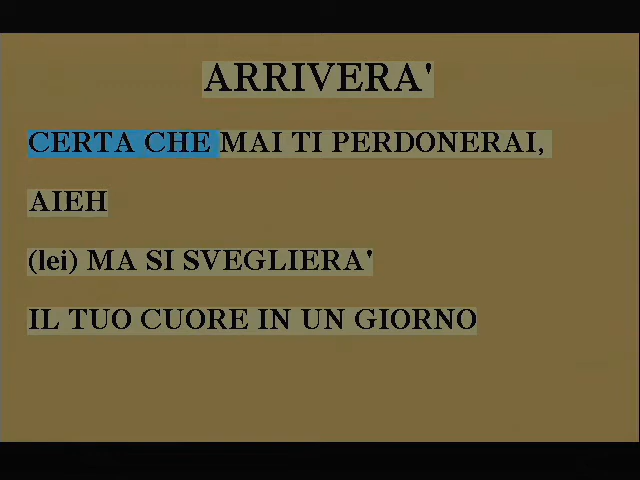 ARRIVERA'
CERTA CHE MAI TI PERDONERAI,
AIEH
(lei) MA SI SVEGLIERA'
IL TUO CUORE IN UN GIORNO